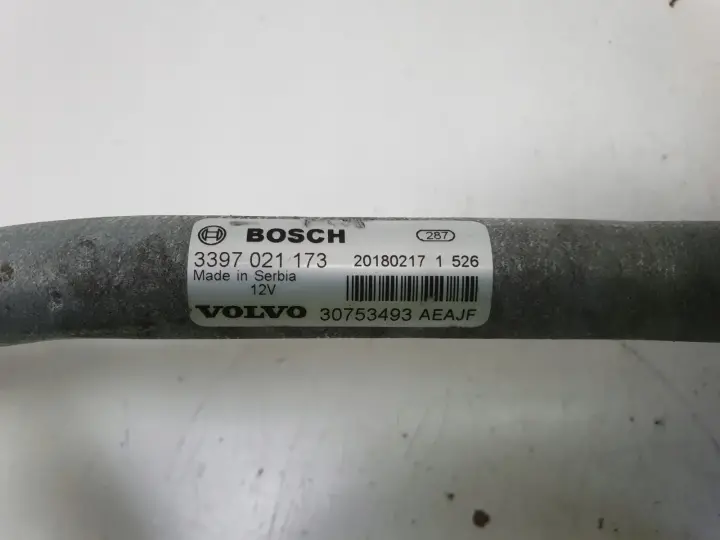 BOSCH 287
3397 021 173 20180217 1 526
Made in Serbia
12V
VOLVO 30753493 AEAJF